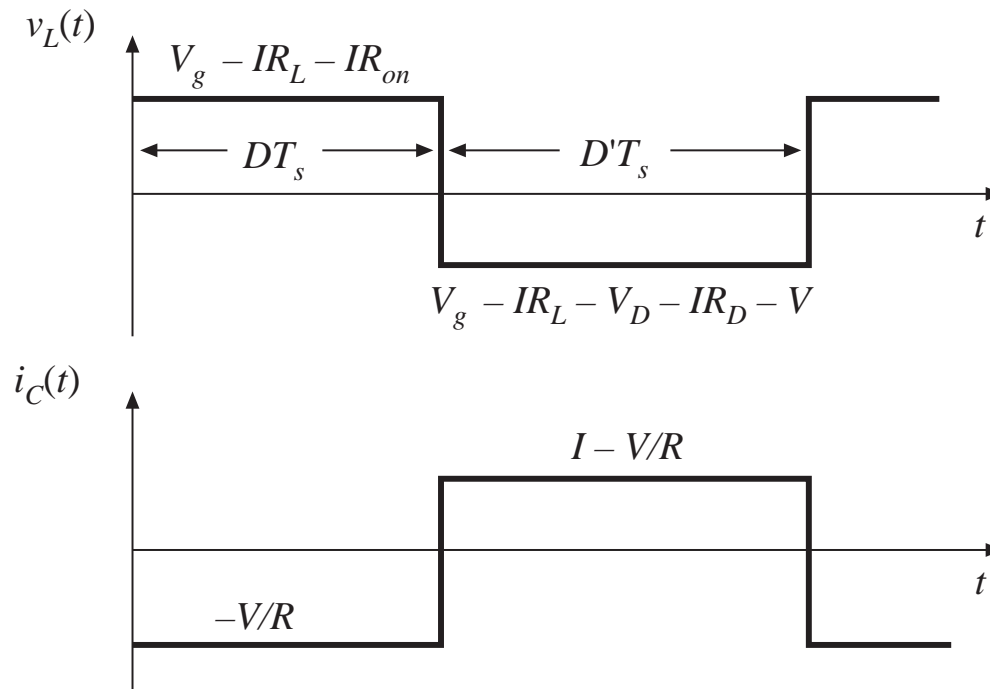 v_L(t)
V_g – IR_L – IR_on
DT_s
D'T_s
t
V_g – IR_L – V_D – IR_D – V
i_C(t)
I – V/R
t
–V/R